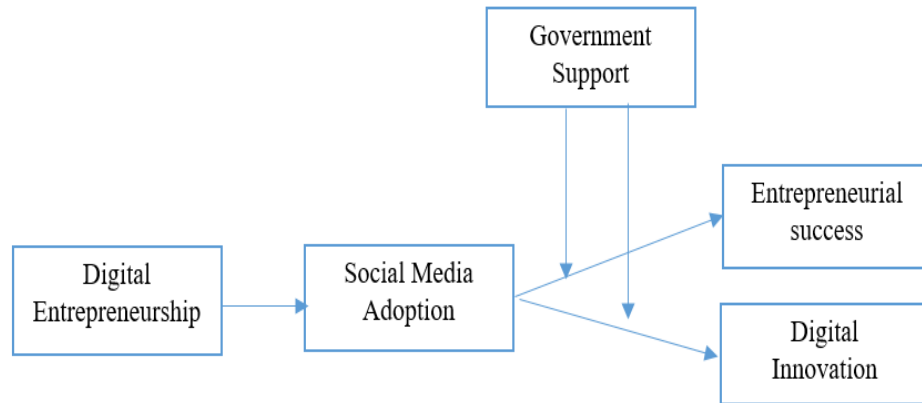 Government
Support
Entrepreneurial
success
Digital
Entrepreneurship
Social Media
Adoption
Digital
Innovation